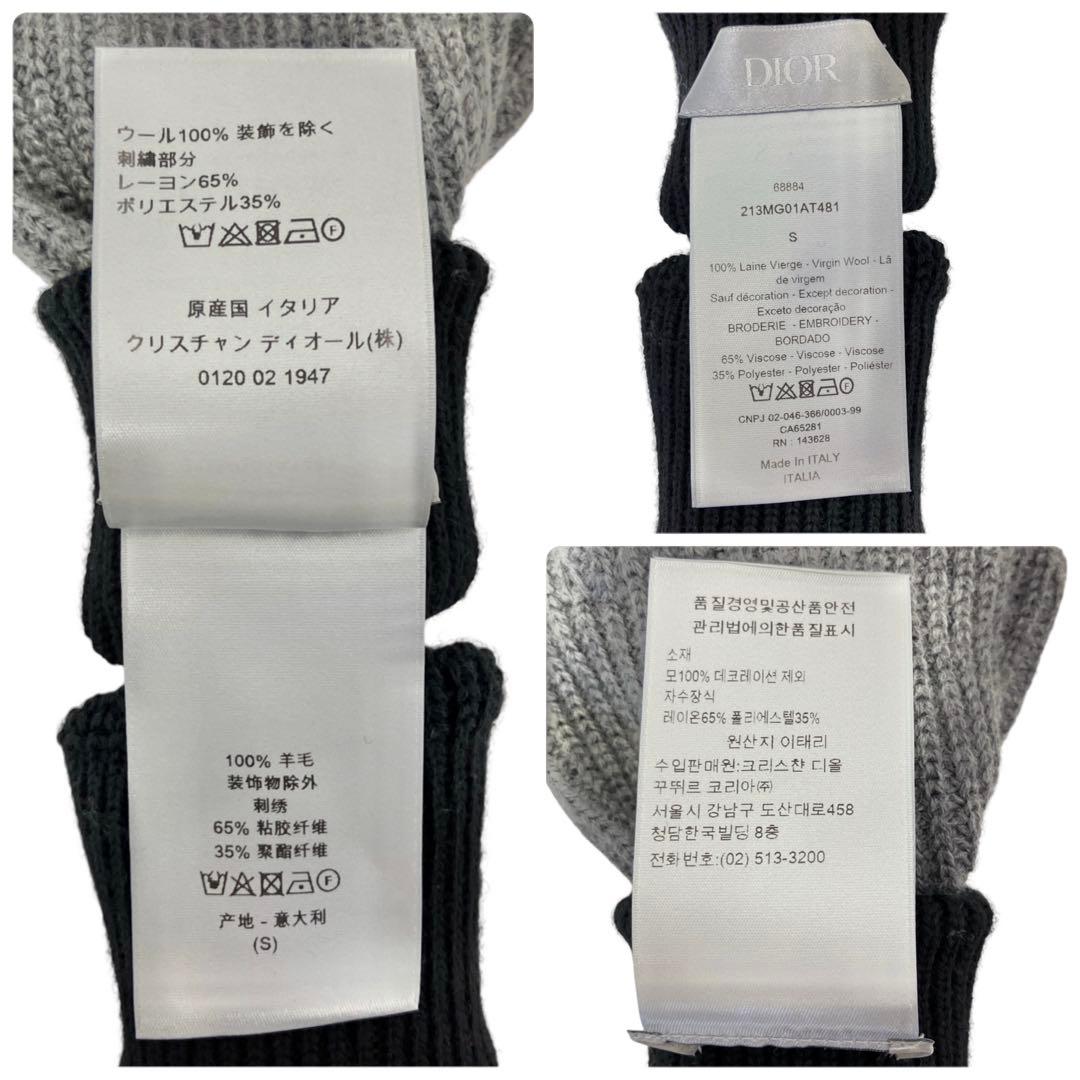 ウール100% 装飾を除く
刺繍部分
レーヨン65%
ポリエステル35%
F
原産国 イタリア
クリスチャン ディオール(株)
0120 02 1947
100% 羊毛
装饰物除外
刺绣
65% 粘胶纤维
35% 聚酯纤维
F
产地 - 意大利
(S)
DIOR
68884
213MG01AT481
S
100% Laine Vierge - Virgin Wool - Lã
de virgem
Sauf décoration - Except decoration -
Exceto decoração
BRODERIE - EMBROIDERY -
BORDADO
65% Viscose - Viscose - Viscose
35% Polyester - Polyester - Poliéster
F
CNPJ 02-046-366/0003-99
CA65281
RN : 143628
Made In ITALY
ITALIA
품질경영및공산품안전
관리법에의한품질표시
소재
모100% 데코레이션 제외
자수장식
레이온65% 폴리에스텔35%
원산지 이태리
수입판매원:크리스챤 디올
꾸뛰르 코리아㈜
서울시 강남구 도산대로458
청담한국빌딩 8층
전화번호:(02) 513-3200